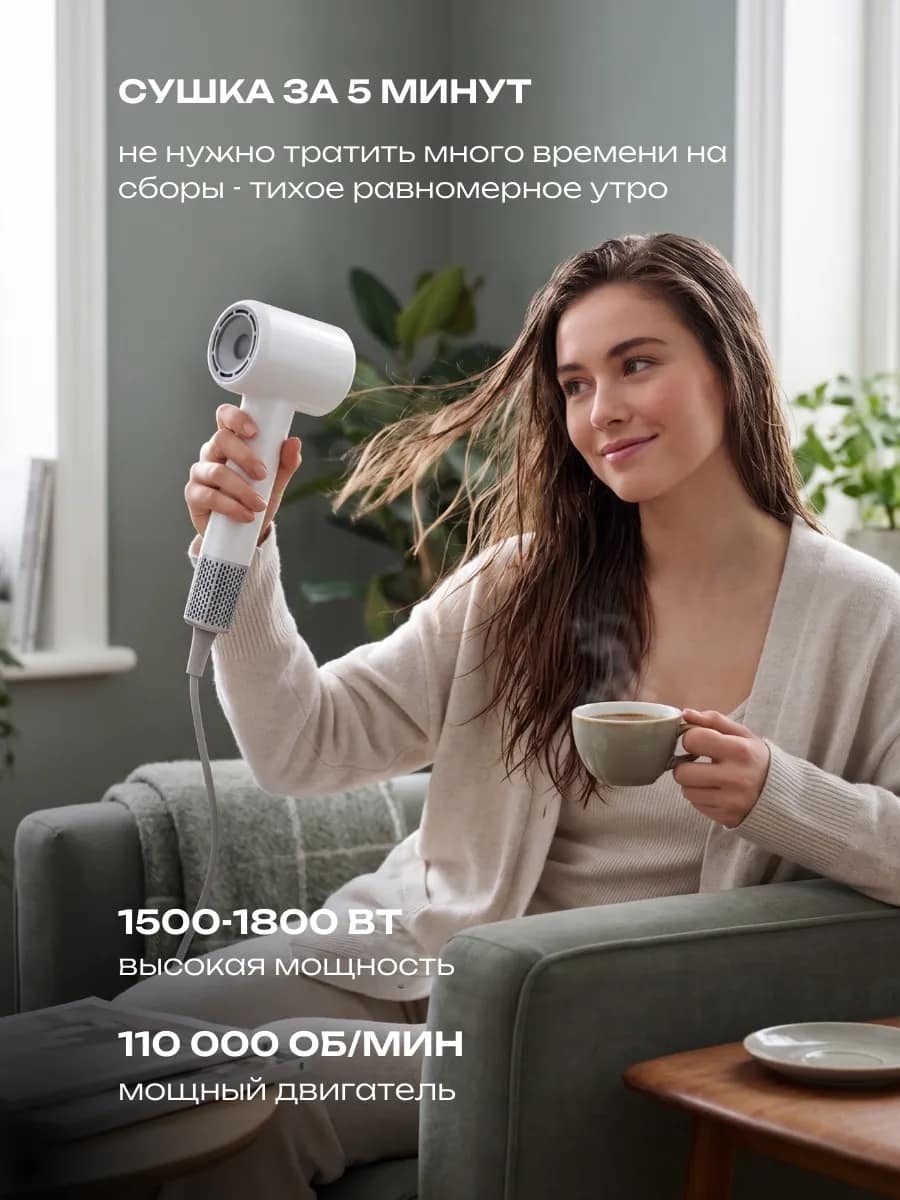 СУШКА ЗА 5 МИНУТ
не нужно тратить много времени на
сборы - тихое равномерное утро
1500-1800 ВТ
высокая мощность
110 000 ОБ/МИН
мощный двигатель